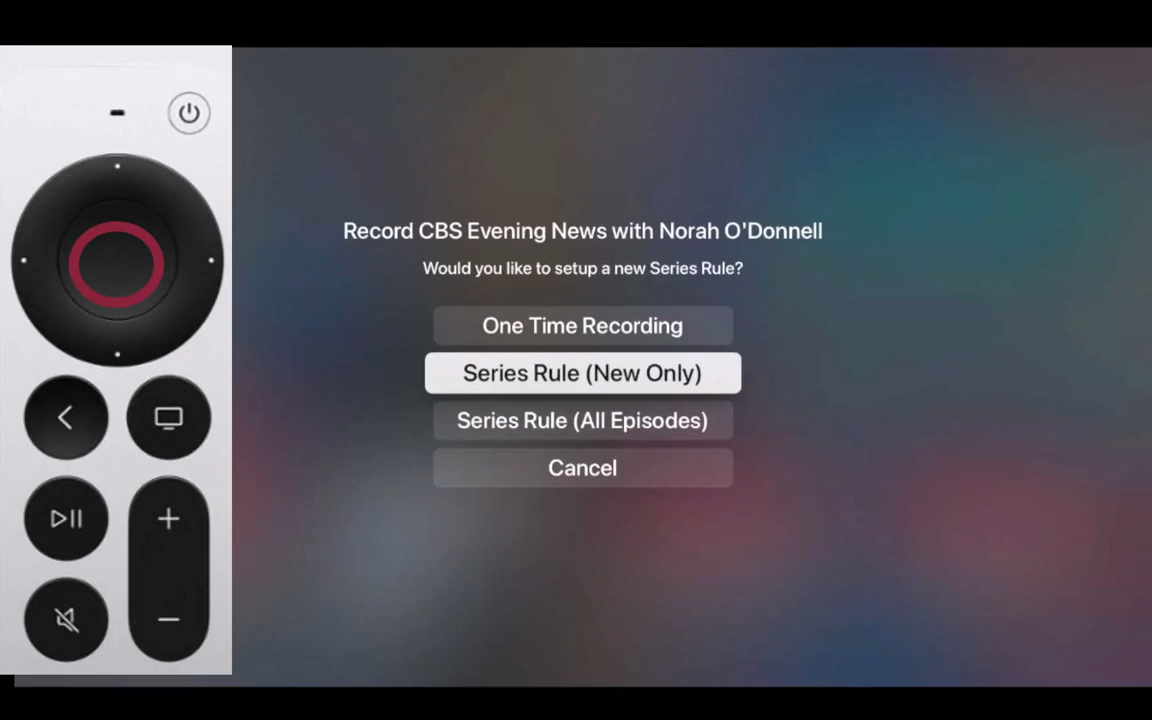 Record CBS Evening News with Norah O'Donnell
Would you like to setup a new Series Rule?
One Time Recording
Series Rule (New Only)
Series Rule (All Episodes)
Cancel